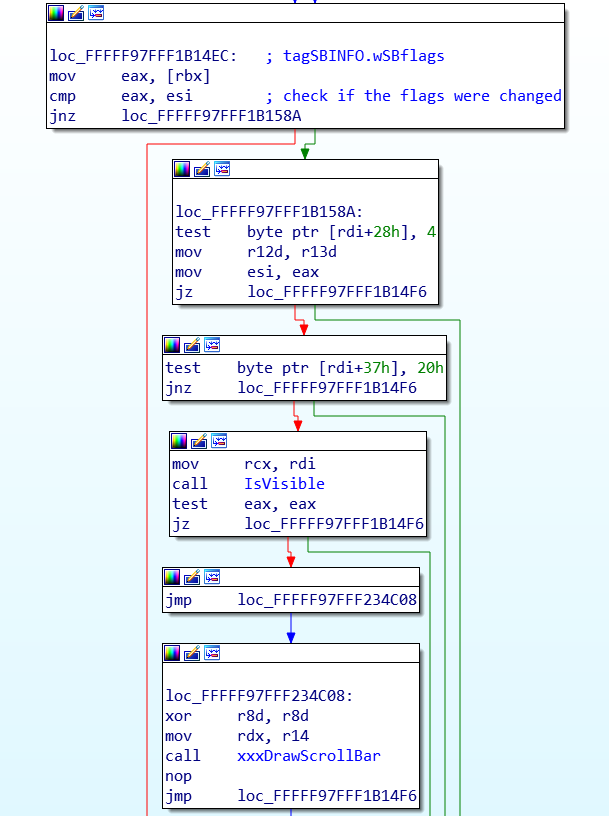 loc_FFFFF97FFF1B14EC: ; tagSBINFO.wSBflags
mov eax, [rbx]
cmp eax, esi ; check if the flags were changed
jnz loc_FFFFF97FFF1B158A
loc_FFFFF97FFF1B158A:
test byte ptr [rdi+28h], 4
mov r12d, r13d
mov esi, eax
jz loc_FFFFF97FFF1B14F6
test byte ptr [rdi+37h], 20h
jnz loc_FFFFF97FFF1B14F6
mov rcx, rdi
call IsVisible
test eax, eax
jz loc_FFFFF97FFF1B14F6
jmp loc_FFFFF97FFF234C08
loc_FFFFF97FFF234C08:
xor r8d, r8d
mov rdx, r14
call xxxDrawScrollBar
nop
jmp loc_FFFFF97FFF1B14F6